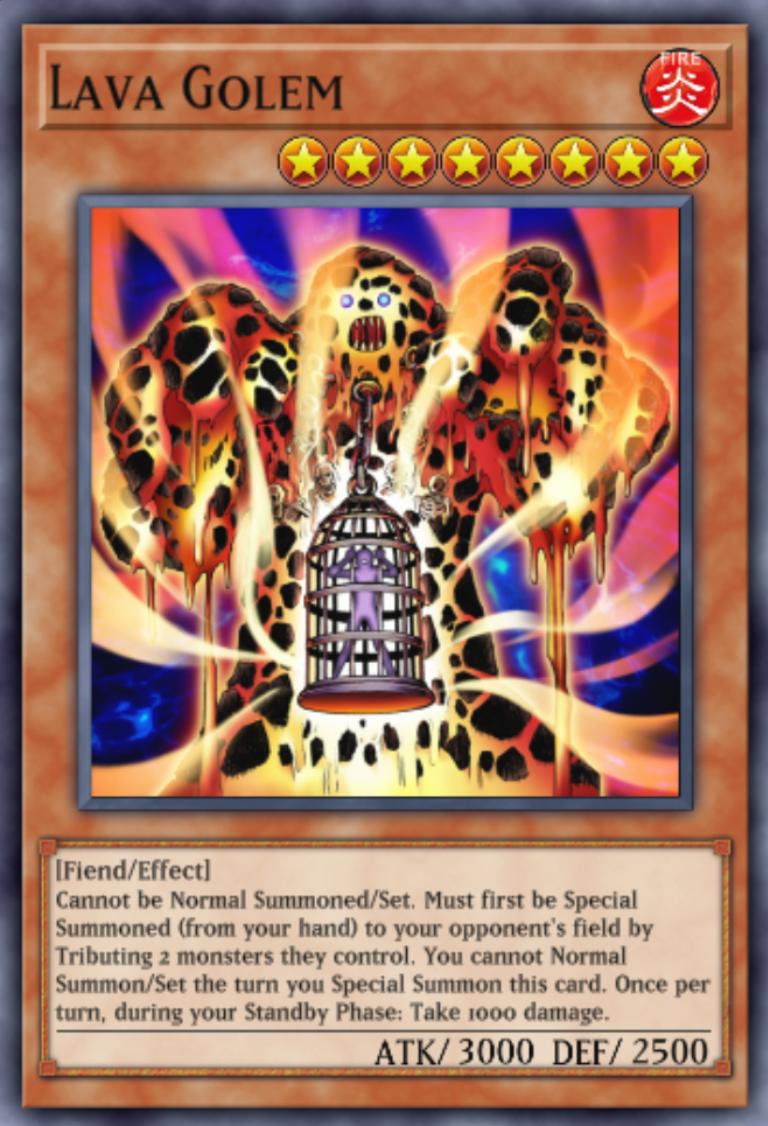 LAVA GOLEM
FIRE
炎
[Fiend/Effect]
Cannot be Normal Summoned/Set. Must first be Special
Summoned (from your hand) to your opponent's field by
Tributing 2 monsters they control. You cannot Normal
Summon/Set the turn you Special Summon this card. Once per
turn, during your Standby Phase: Take 1000 damage.
ATK/ 3000 DEF/ 2500